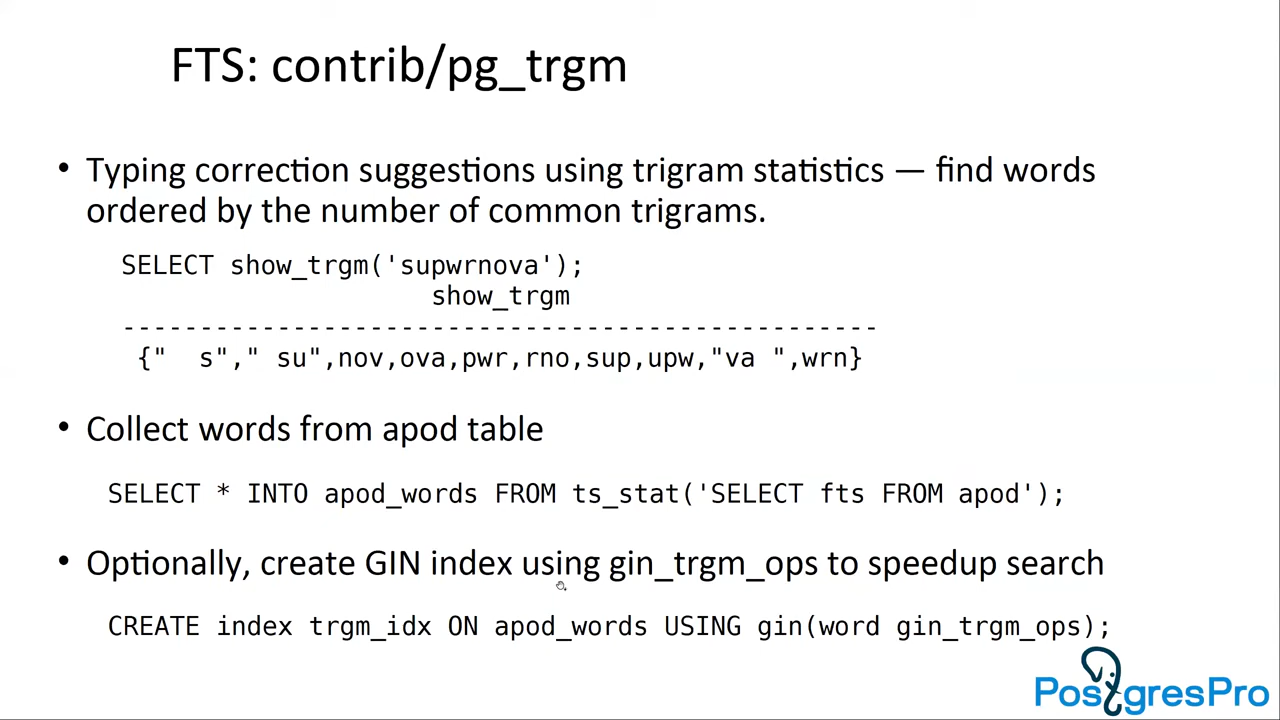 FTS: contrib/pg_trgm
• Typing correction suggestions using trigram statistics — find words
ordered by the number of common trigrams.
SELECT show_trgm('supwrnova');
show_trgm
-------------------------------------------------
{"  s"," su",nov,ova,pwr,rno,sup,upw,"va ",wrn}
• Collect words from apod table
SELECT * INTO apod_words FROM ts_stat('SELECT fts FROM apod');
• Optionally, create GIN index using gin_trgm_ops to speedup search
CREATE index trgm_idx ON apod_words USING gin(word gin_trgm_ops);
PostgresPro